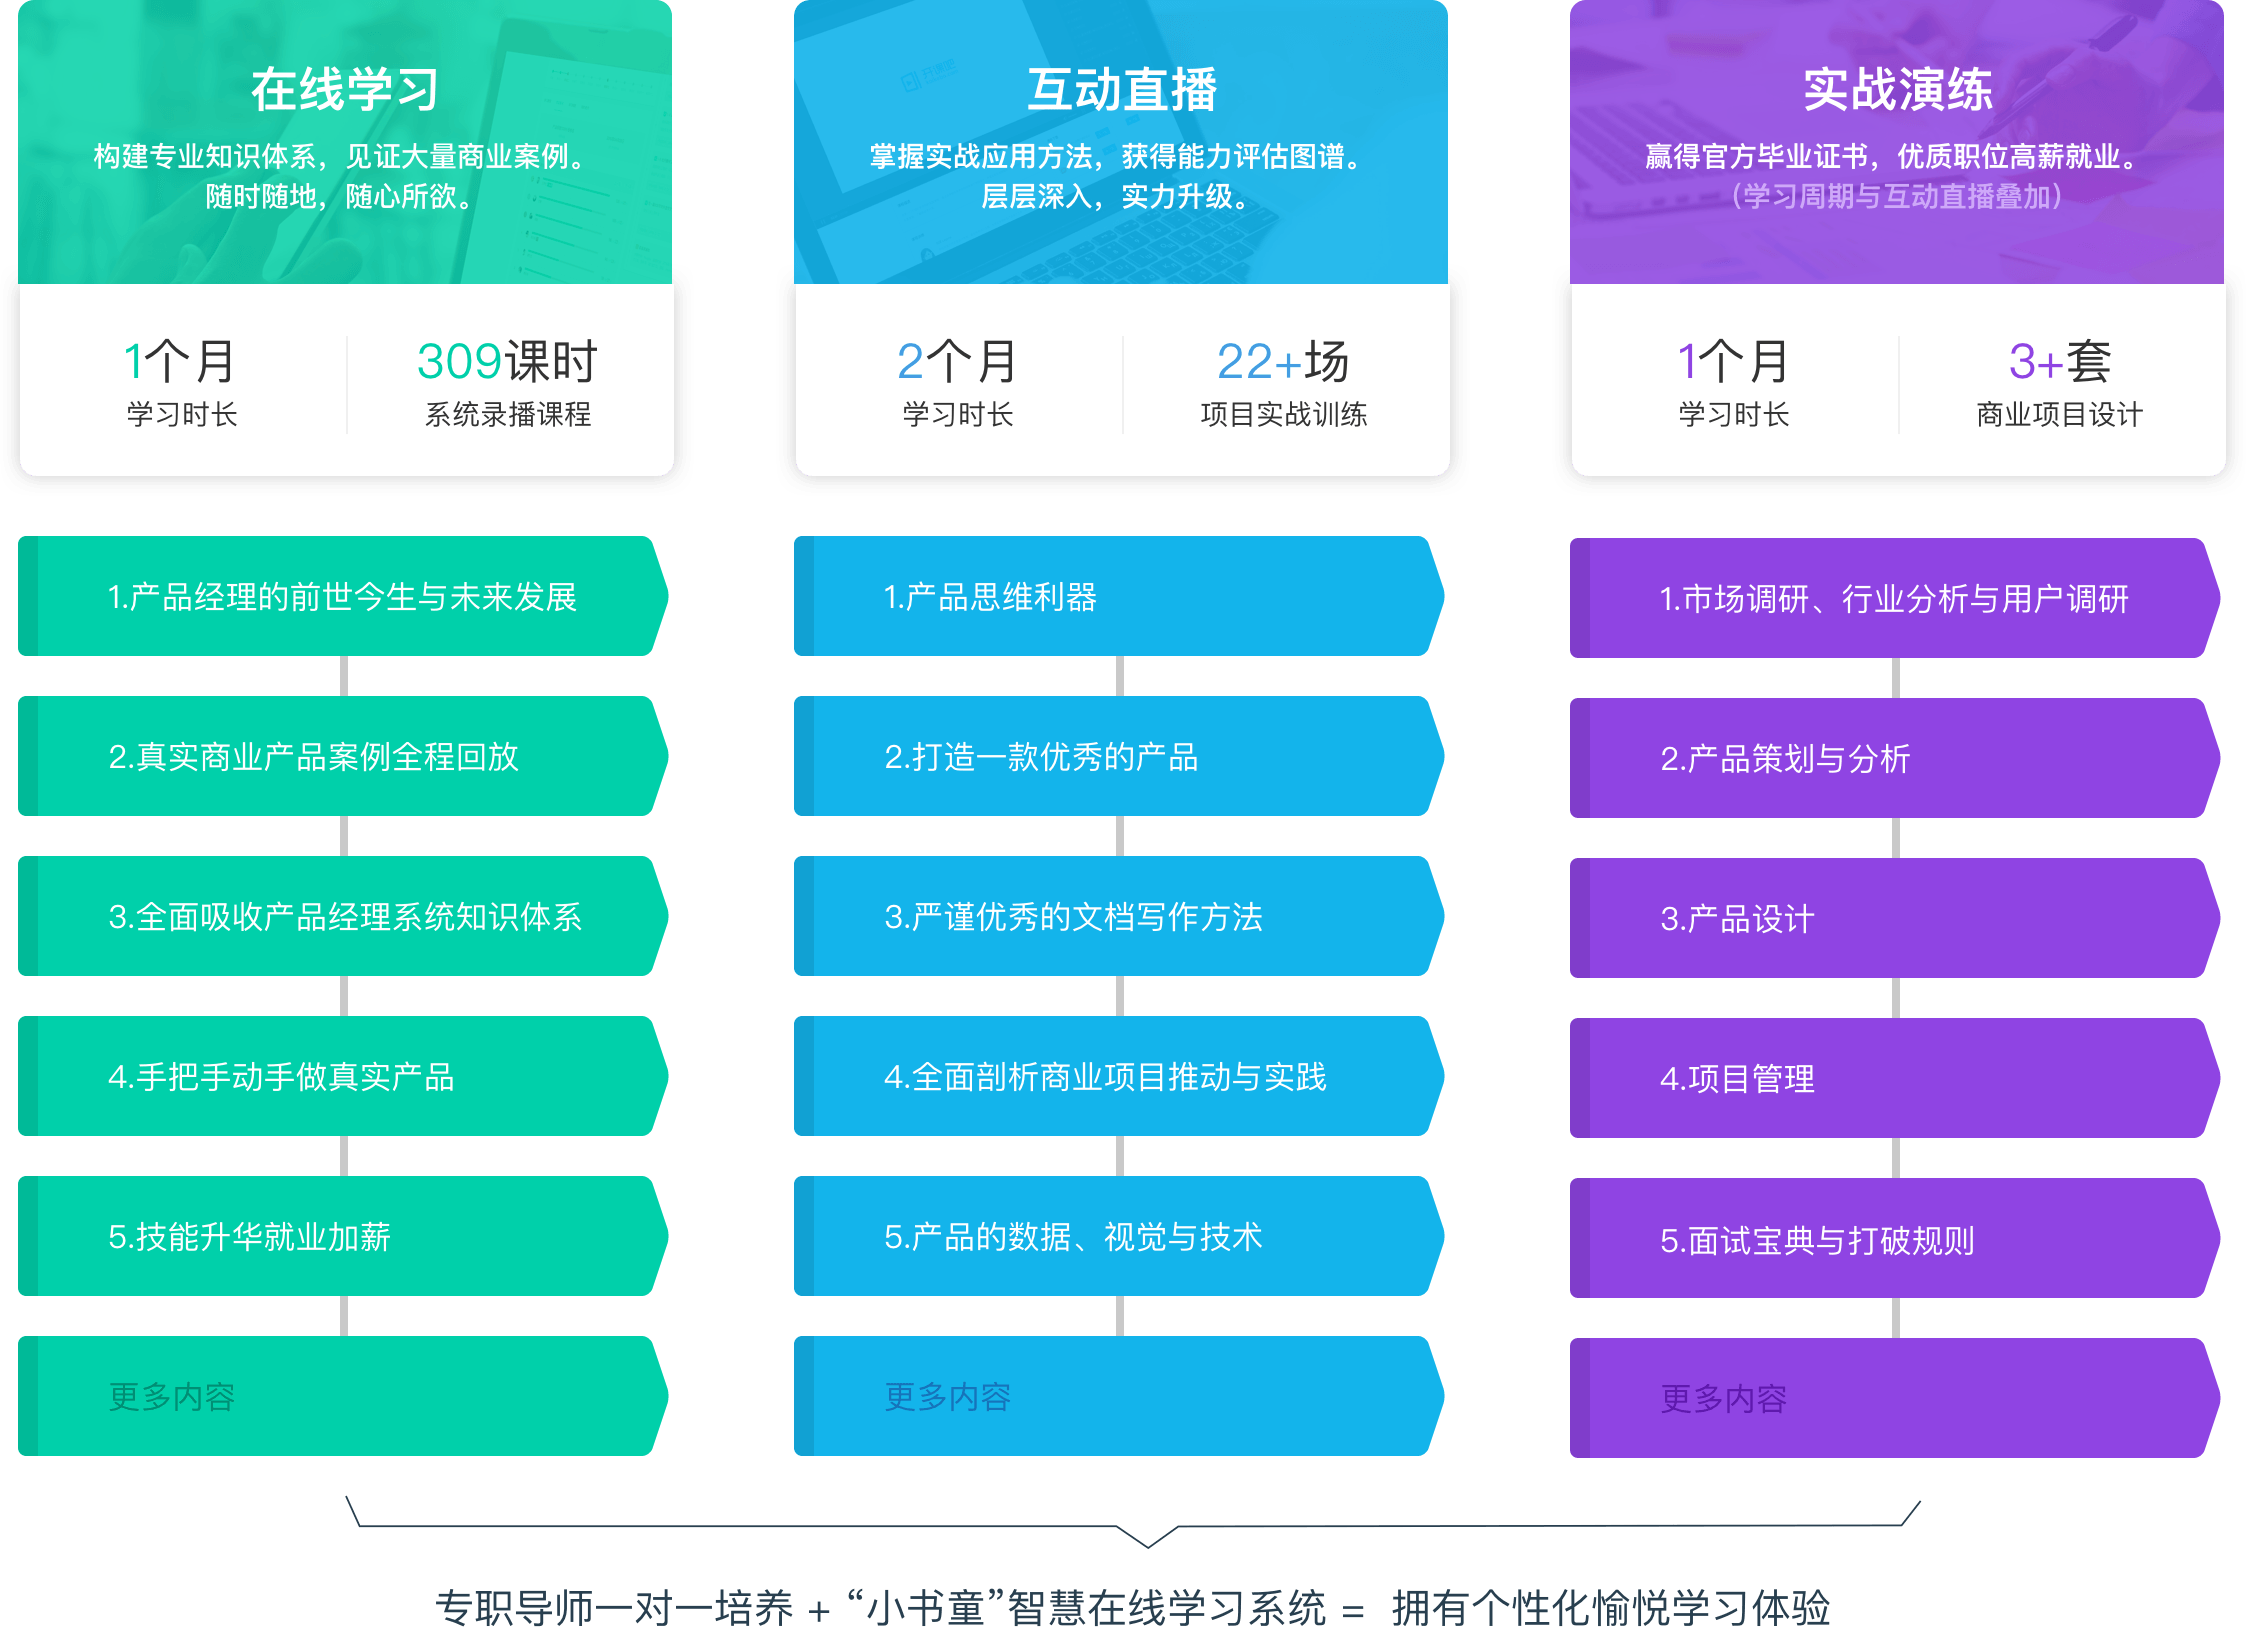 在线学习
构建专业知识体系，见证大量商业案例。
随时随地，随心所欲。
1个月
学习时长
309课时
系统录播课程
1.产品经理的前世今生与未来发展
2.真实商业产品案例全程回放
3.全面吸收产品经理系统知识体系
4.手把手动手做真实产品
5.技能升华就业加薪
更多内容
互动直播
掌握实战应用方法，获得能力评估图谱。
层层深入，实力升级。
2个月
学习时长
22+场
项目实战训练
1.产品思维利器
2.打造一款优秀的产品
3.严谨优秀的文档写作方法
4.全面剖析商业项目推动与实践
5.产品的数据、视觉与技术
更多内容
实战演练
赢得官方毕业证书，优质职位高薪就业。
（学习周期与互动直播叠加）
1个月
学习时长
3+套
商业项目设计
1.市场调研、行业分析与用户调研
2.产品策划与分析
3.产品设计
4.项目管理
5.面试宝典与打破规则
更多内容
专职导师一对一培养 + “小书童”智慧在线学习系统 = 拥有个性化愉悦学习体验